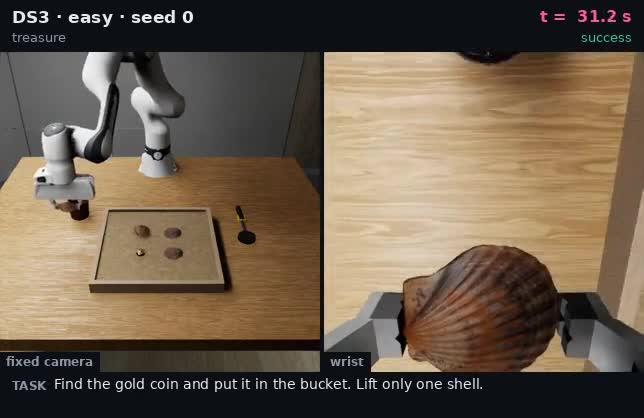 DS3 · easy · seed 0
t = 31.2 s
treasure
success
fixed camera
wrist
TASK Find the gold coin and put it in the bucket. Lift only one shell.